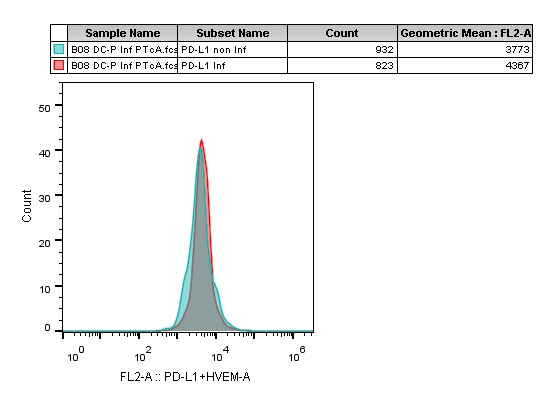 Sample Name Subset Name Count Geometric Mean : FL2-A
B08 DC-P Inf PTcA.fcs PD-L1 non Inf 932 3773
B08 DC-P Inf PTcA.fcs PD-L1 Inf 823 4367
50
40
30
20
10
0
Count
10^0 10^2 10^4 10^6
FL2-A :: PD-L1+HVEM-A